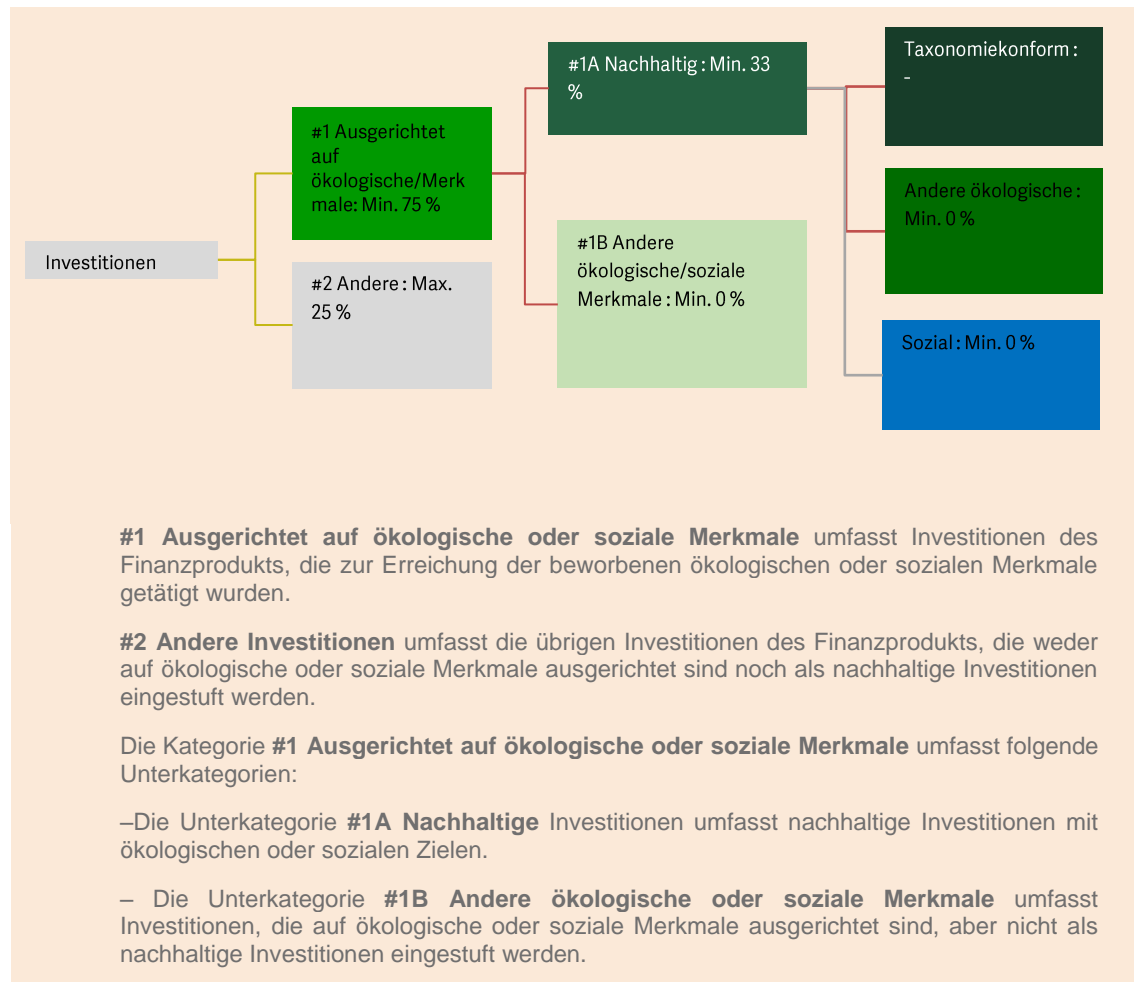 Investitionen
#1 Ausgerichtet
auf
ökologische/Merk
male: Min. 75 %
#2 Andere : Max.
25 %
#1A Nachhaltig : Min. 33
%
#1B Andere
ökologische/soziale
Merkmale : Min. 0 %
Taxonomiekonform :
-
Andere ökologische :
Min. 0 %
Sozial : Min. 0 %
#1 Ausgerichtet auf ökologische oder soziale Merkmale umfasst Investitionen des
Finanzprodukts, die zur Erreichung der beworbenen ökologischen oder sozialen Merkmale
getätigt wurden.
#2 Andere Investitionen umfasst die übrigen Investitionen des Finanzprodukts, die weder
auf ökologische oder soziale Merkmale ausgerichtet sind noch als nachhaltige Investitionen
eingestuft werden.
Die Kategorie #1 Ausgerichtet auf ökologische oder soziale Merkmale umfasst folgende
Unterkategorien:
–Die Unterkategorie #1A Nachhaltige Investitionen umfasst nachhaltige Investitionen mit
ökologischen oder sozialen Zielen.
– Die Unterkategorie #1B Andere ökologische oder soziale Merkmale umfasst
Investitionen, die auf ökologische oder soziale Merkmale ausgerichtet sind, aber nicht als
nachhaltige Investitionen eingestuft werden.